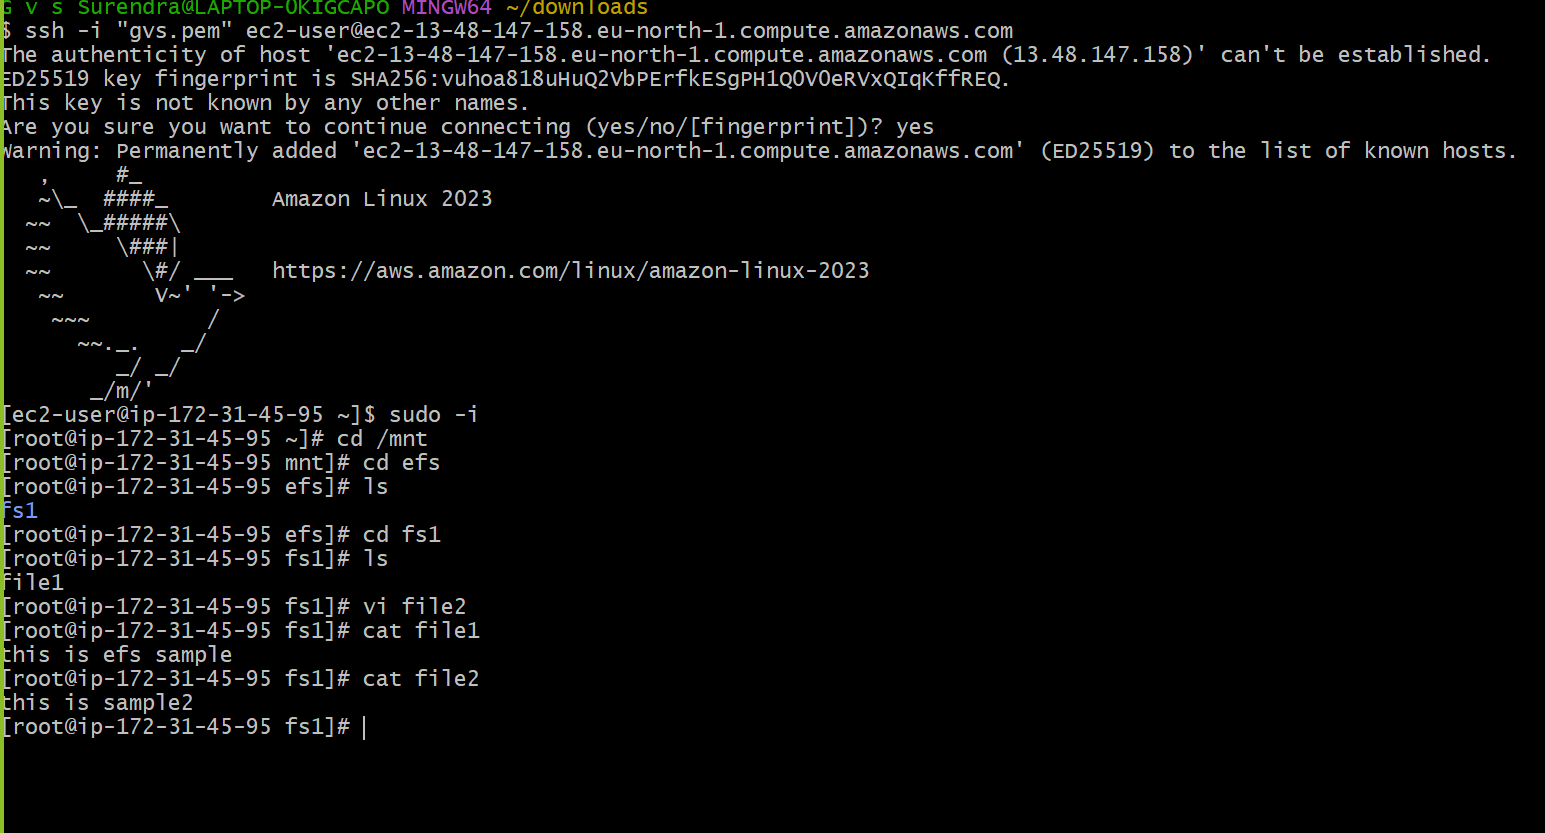 G v s Surendra@LAPTOP-OKIGCAPO MINGW64 ~/downloads
$ ssh -i "gvs.pem" ec2-user@ec2-13-48-147-158.eu-north-1.compute.amazonaws.com
The authenticity of host 'ec2-13-48-147-158.eu-north-1.compute.amazonaws.com (13.48.147.158)' can't be established.
ED25519 key fingerprint is SHA256:vuhoa818uHuQ2VbPErfkESgPH1QOVOeRVxQIqKffREQ.
This key is not known by any other names.
Are you sure you want to continue connecting (yes/no/[fingerprint])? yes
Warning: Permanently added 'ec2-13-48-147-158.eu-north-1.compute.amazonaws.com' (ED25519) to the list of known hosts.
   ,     #_
   ~\_  ####_        Amazon Linux 2023
  ~~  \_#####\
  ~~     \###|
  ~~       \#/ ___   https://aws.amazon.com/linux/amazon-linux-2023
   ~~       V~' '->
    ~~~         /
      ~~._.   _/
         _/ _/
       _/m/'
[ec2-user@ip-172-31-45-95 ~]$ sudo -i
[root@ip-172-31-45-95 ~]# cd /mnt
[root@ip-172-31-45-95 mnt]# cd efs
[root@ip-172-31-45-95 efs]# ls
fs1
[root@ip-172-31-45-95 efs]# cd fs1
[root@ip-172-31-45-95 fs1]# ls
file1
[root@ip-172-31-45-95 fs1]# vi file2
[root@ip-172-31-45-95 fs1]# cat file1
this is efs sample
[root@ip-172-31-45-95 fs1]# cat file2
this is sample2
[root@ip-172-31-45-95 fs1]#